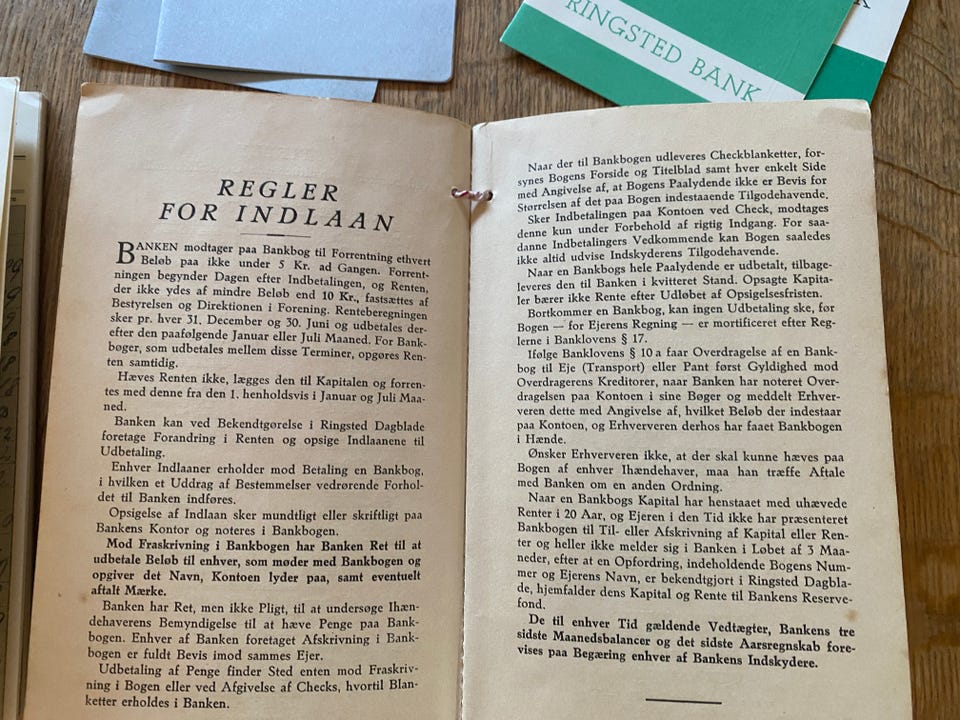 RINGSTED BANK
K
REGLER
FOR INDLAAN
BANKEN modtager paa Bankbog til Forrentning ethvert
Beløb paa ikke under 5 Kr. ad Gangen. Forrent-
ningen begynder Dagen efter Indbetalingen, og Renten,
der ikke ydes af mindre Beløb end 10 Kr., fastsættes af
Bestyrelsen og Direktionen i Forening. Renteberegningen
sker pr. hver 31. December og 30. Juni og udbetales der-
efter den paafølgende Januar eller Juli Maaned. For Bank-
bøger, som udbetales mellem disse Terminer, opgøres Ren-
ten samtidig.
Hæves Renten ikke, lægges den til Kapitalen og forren-
tes med denne fra den 1. henholdsvis i Januar og Juli Maa-
ned.
Banken kan ved Bekendtgørelse i Ringsted Dagblade
foretage Forandring i Renten og opsige Indlaanene til
Udbetaling.
Enhver Indlaaner erholder mod Betaling en Bankbog,
i hvilken et Uddrag af Bestemmelser vedrørende Forhol-
det til Banken indføres.
Opsigelse af Indlaan sker mundtligt eller skriftligt paa
Bankens Kontor og noteres i Bankbogen.
Mod Fraskrivning i Bankbogen har Banken Ret til at
udbetale Beløb til enhver, som møder med Bankbogen og
opgiver det Navn, Kontoen lyder paa, samt eventuelt
aftalt Mærke.
Banken har Ret, men ikke Pligt, til at undersøge Ihæn-
dehaverens Bemyndigelse til at hæve Penge paa Bank-
bogen. Enhver af Banken foretaget Afskrivning i Bank-
bogen er fuldt Bevis imod sammes Ejer.
Udbetaling af Penge finder Sted enten mod Fraskriv-
ning i Bogen eller ved Afgivelse af Checks, hvortil Blan-
ketter erholdes i Banken.
Naar der til Bankbogen udleveres Checkblanketter, for-
synes Bogens Forside og Titelblad samt hver enkelt Side
med Angivelse af, at Bogens Paalydende ikke er Bevis for
Størrelsen af det paa Bogen indestaaende Tilgodehavende.
Sker Indbetalingen paa Kontoen ved Check, modtages
denne kun under Forbehold af rigtig Indgang. For saa-
danne Indbetalingers Vedkommende kan Bogen saaledes
ikke altid udvise Indskyderens Tilgodehavende.
Naar en Bankbogs hele Paalydende er udbetalt, tilbage-
leveres den til Banken i kvitteret Stand. Opsagte Kapita-
ler bærer ikke Rente efter Udløbet af Opsigelsesfristen.
Bortkommer en Bankbog, kan ingen Udbetaling ske, før
Bogen — for Ejerens Regning — er mortificeret efter Reg-
lerne i Banklovens § 17.
Ifølge Banklovens § 10 a faar Overdragelse af en Bank-
bog til Eje (Transport) eller Pant først Gyldighed mod
Overdragerens Kreditorer, naar Banken har noteret Over-
dragelsen paa Kontoen i sine Bøger og meddelt Erhver-
veren dette med Angivelse af, hvilket Beløb der indestaar
paa Kontoen, og Erhververen derhos har faaet Bankbogen
i Hænde.
Ønsker Erhververen ikke, at der skal kunne hæves paa
Bogen af enhver Ihændehaver, maa han træffe Aftale
med Banken om en anden Ordning.
Naar en Bankbogs Kapital har henstaaet med uhævede
Renter i 20 Aar, og Ejeren i den Tid ikke har præsenteret
Bankbogen til Til- eller Afskrivning af Kapital eller Ren-
ter og heller ikke melder sig i Banken i Løbet af 3 Maa-
neder, efter at en Opfordring, indeholdende Bogens Num-
mer og Ejerens Navn, er bekendtgjort i Ringsted Dagbla-
de, hjemfalder dens Kapital og Rente til Bankens Reserve-
fond.
De til enhver Tid gældende Vedtægter, Bankens tre
sidste Maanedsbalancer og det sidste Aarsregnskab fore-
vises paa Begæring enhver af Bankens Indskydere.